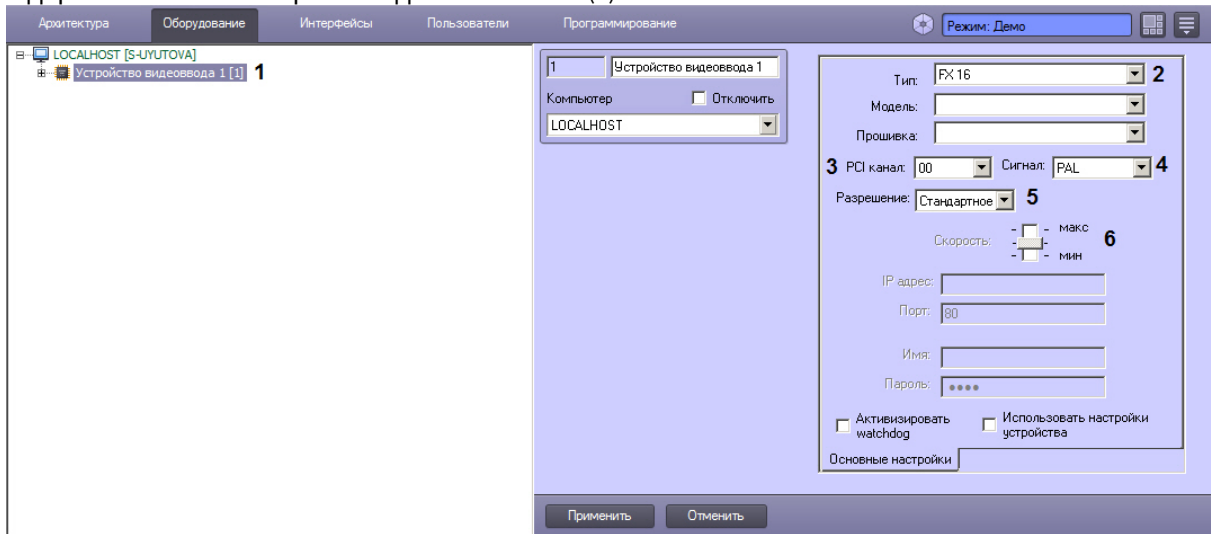 Архитектура Оборудование Интерфейсы Пользователи Программирование Режим: Демо
LOCALHOST [S-UYUTOVA]
Устройство видеоввода 1 [1] 1
1 Устройство видеоввода 1
Компьютер Отключить
LOCALHOST
Тип: FX 16 2
Модель:
Прошивка:
3 PCI канал: 00 Сигнал: PAL 4
Разрешение: Стандартное 5
Скорость: макс
мин
6
IP адрес:
Порт: 80
Имя:
Пароль: ••••
Активизировать
watchdog
Использовать настройки
устройства
Основные настройки
Применить Отменить